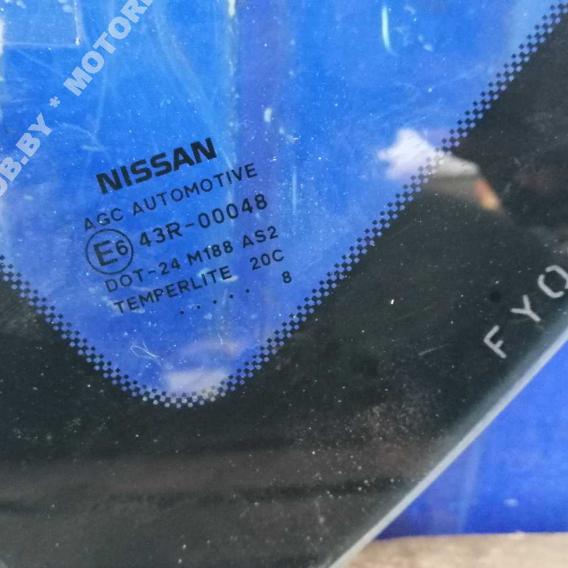 NISSAN
AGC AUTOMOTIVE
E6 43R-00048
DOT-24 M188 AS2
TEMPERLITE 20C
. . . . . 8
FYO